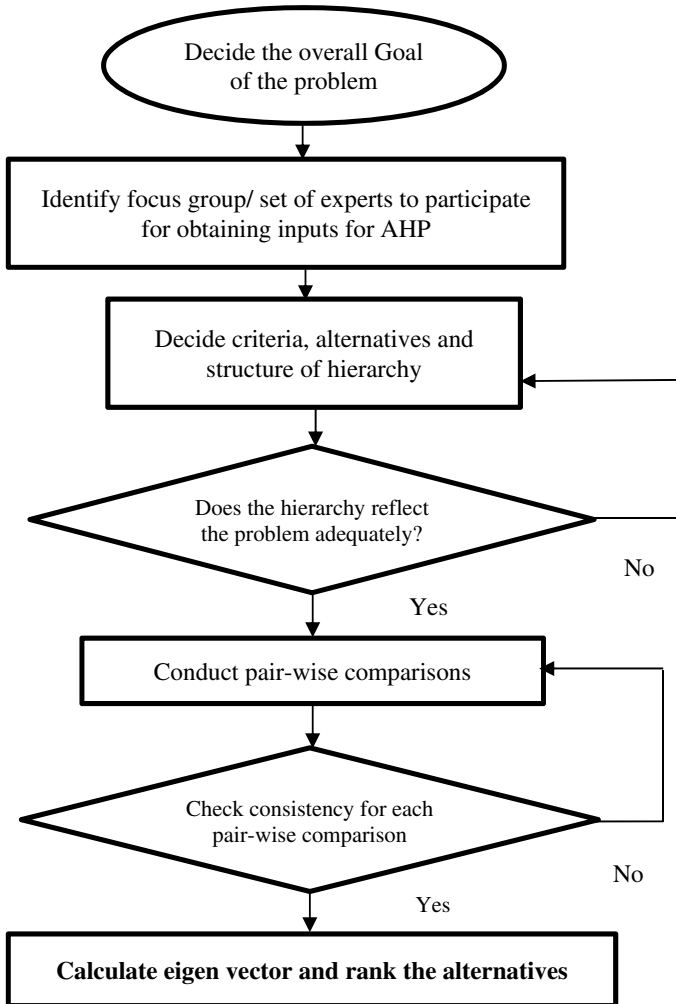 Decide the overall Goal
of the problem
Identify focus group/ set of experts to participate
for obtaining inputs for AHP
Decide criteria, alternatives and
structure of hierarchy
Does the hierarchy reflect
the problem adequately?
No
Yes
Conduct pair-wise comparisons
Check consistency for each
pair-wise comparison
No
Yes
Calculate eigen vector and rank the alternatives